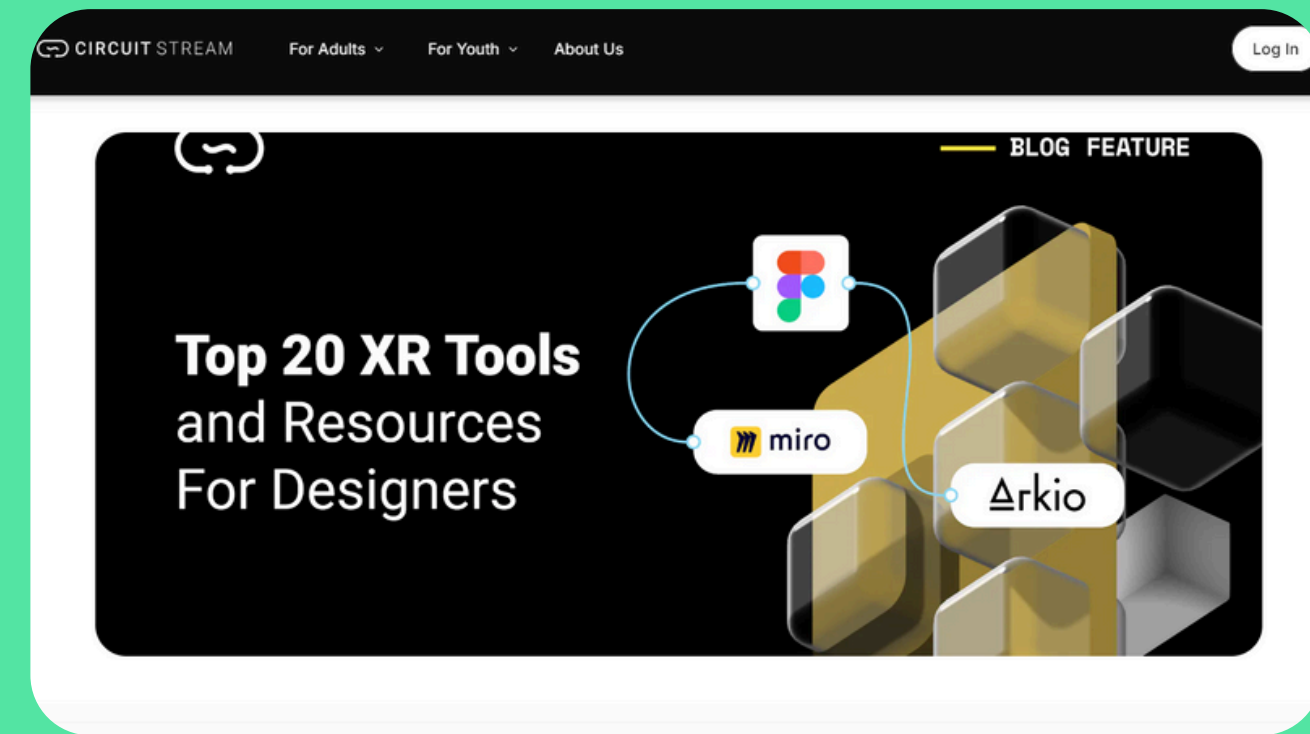 CIRCUIT STREAM For Adults For Youth About Us Log In
BLOG FEATURE
Top 20 XR Tools
and Resources
For Designers
miro
Arkio